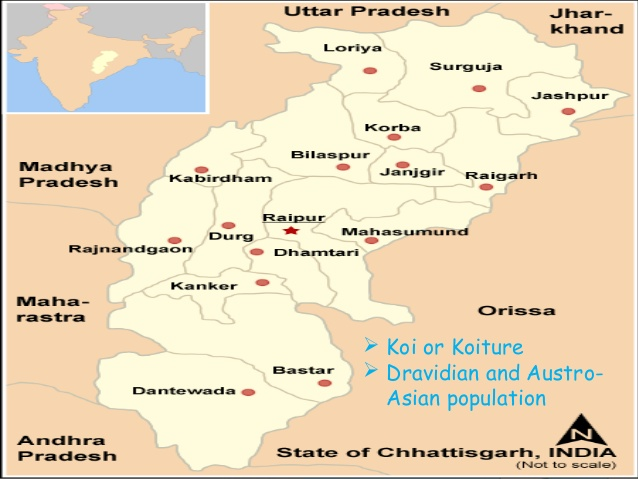 Uttar Pradesh
Jhar-
khand
Loriya
Surguja
Jashpur
Korba
Bilaspur
Janjgir
Raigarh
Madhya
Pradesh
Kabirdham
Raipur
Durg
Mahasumund
Rajnandgaon
Dhamtari
Kanker
Maha-
rastra
Orissa
➢ Koi or Koiture
➢ Dravidian and Austro-
Asian population
Bastar
Dantewada
Andhra
Pradesh
N
State of Chhattisgarh, INDIA
(Not to scale)